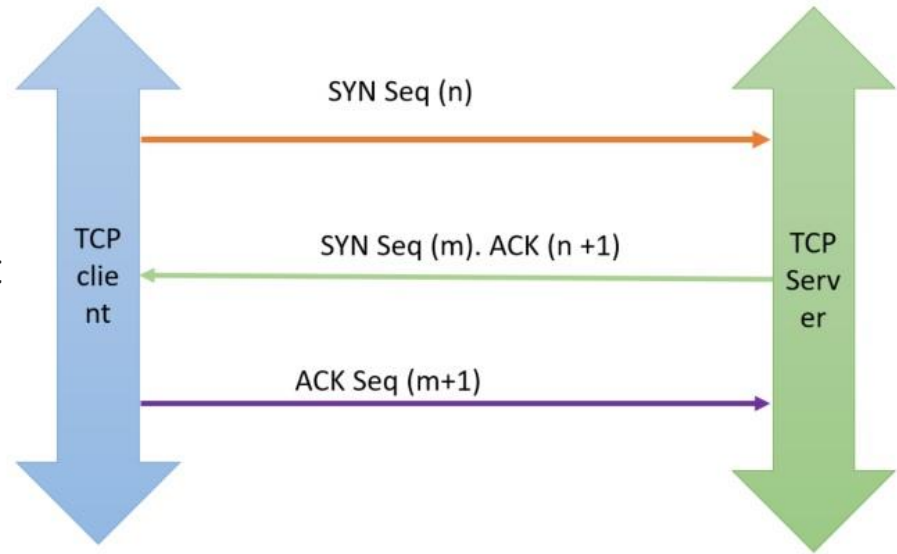 SYN Seq (n)
SYN Seq (m). ACK (n +1)
ACK Seq (m+1)
TCP
clie
nt
TCP
Serv
er